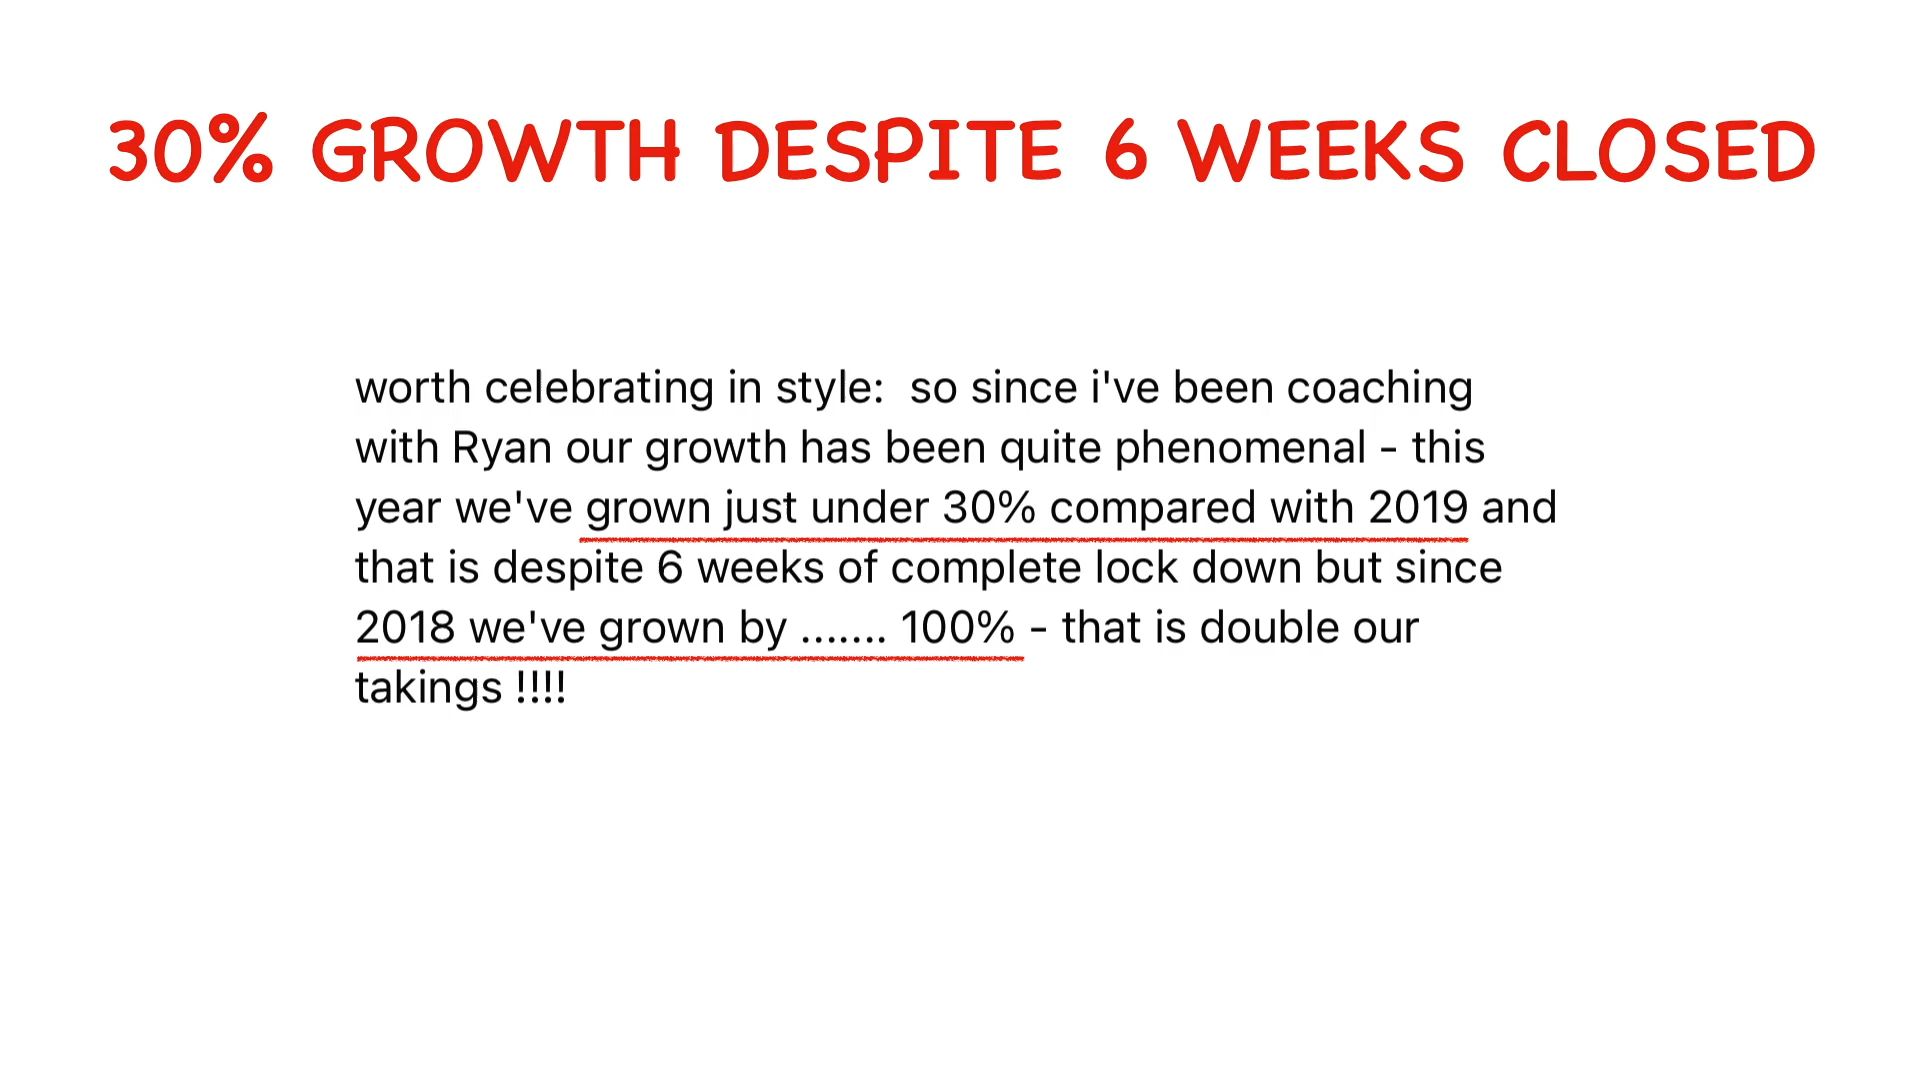 30% GROWTH DESPITE 6 WEEKS CLOSED
worth celebrating in style:  so since i've been coaching
with Ryan our growth has been quite phenomenal - this
year we've grown just under 30% compared with 2019 and
that is despite 6 weeks of complete lock down but since
2018 we've grown by ....... 100% - that is double our
takings !!!!